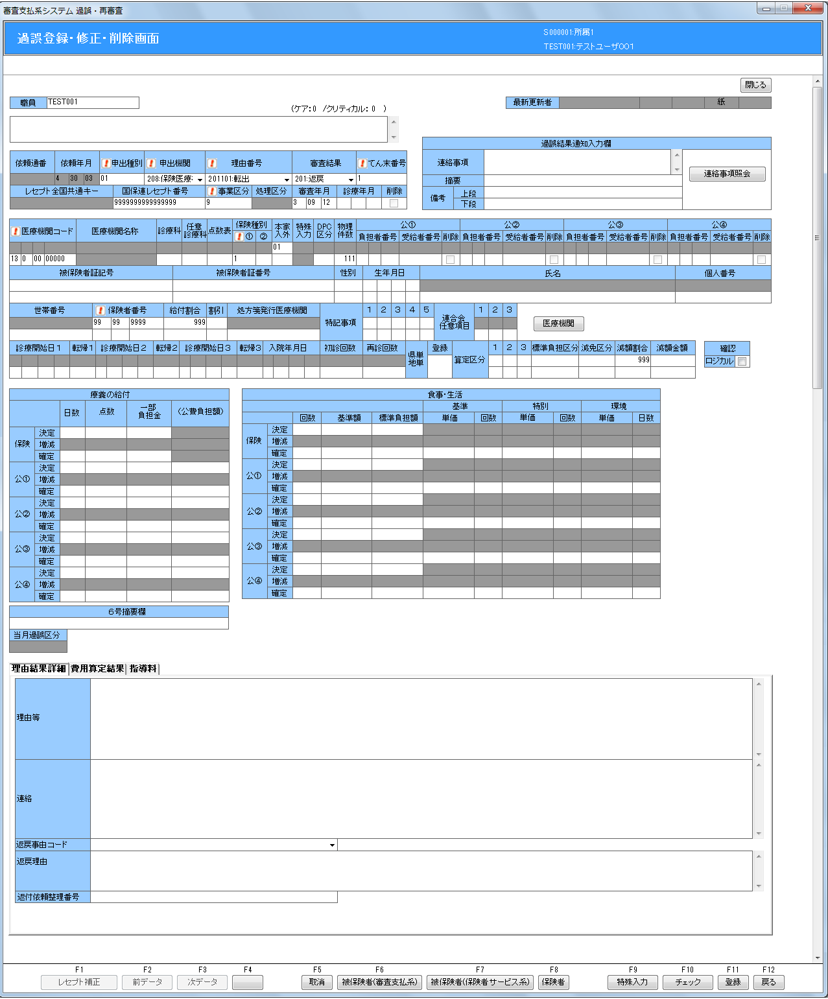 審査支払系システム 過誤・再審査
過誤登録・修正・削除画面
S000001:所属1
TEST001:テストユーザ001
閉じる
職員 TEST001
(ケア:0 /クリティカル: 0 )
最新更新者 紙
過誤結果通知入力欄
連絡事項
摘要
備考 上段
下段
連絡事項照会
依頼通番 依頼年月 申出種別 申出機関 理由番号 審査結果 てん末番号
4 30 03 01 208:保険医療 201101:転出 201:返戻 1
レセプト全国共通キー 国保連レセプト番号 事業区分 処理区分 審査年月 診療年月 削除
99999999999999999 9 3 09 12
医療機関コード 医療機関名称 診療科 任意診療科 点数表 保険種別 ① ② 本家入外 特殊入力 DPC区分 物理件数
公① 公② 公③ 公④
負担者番号 受給者番号 削除 負担者番号 受給者番号 削除 負担者番号 受給者番号 削除 負担者番号 受給者番号 削除
01
13 0 00 00000 1 111
被保険者証記号 被保険者証番号 性別 生年月日 氏名 個人番号
世帯番号 保険者番号 給付割合 割引 処方箋発行医療機関 特記事項 1 2 3 4 5 連合会任意項目 1 2 3
99 99 9999 999
医療機関
診療開始日1 転帰1 診療開始日2 転帰2 診療開始日3 転帰3 入院年月日 初診回数 再診回数 県単地単 登録 算定区分 1 2 3 標準負担区分 減免区分 減額割合 減額金額
999
確認
ロジカル
療養の給付
日数 点数 一部負担金 (公費負担額)
保険 決定
増減
確定
公① 決定
増減
確定
公② 決定
増減
確定
公③ 決定
増減
確定
公④ 決定
増減
確定
食事・生活
基準 特別 環境
回数 基準額 標準負担額 単価 回数 単価 回数 単価 日数
保険 決定
増減
確定
公① 決定
増減
確定
公② 決定
増減
確定
公③ 決定
増減
確定
公④ 決定
増減
確定
6号摘要欄
当月過誤区分
理由結果詳細 費用算定結果 指導料
理由等
連絡
返戻事由コード
返戻理由
返付依頼整理番号
F1 F2 F3 F4 F5 F6 F7 F8 F9 F10 F11 F12
レセプト補正 前データ 次データ 取消 被保険者(審査支払系) 被保険者(保険者サービス系) 保険者 特殊入力 チェック 登録 戻る